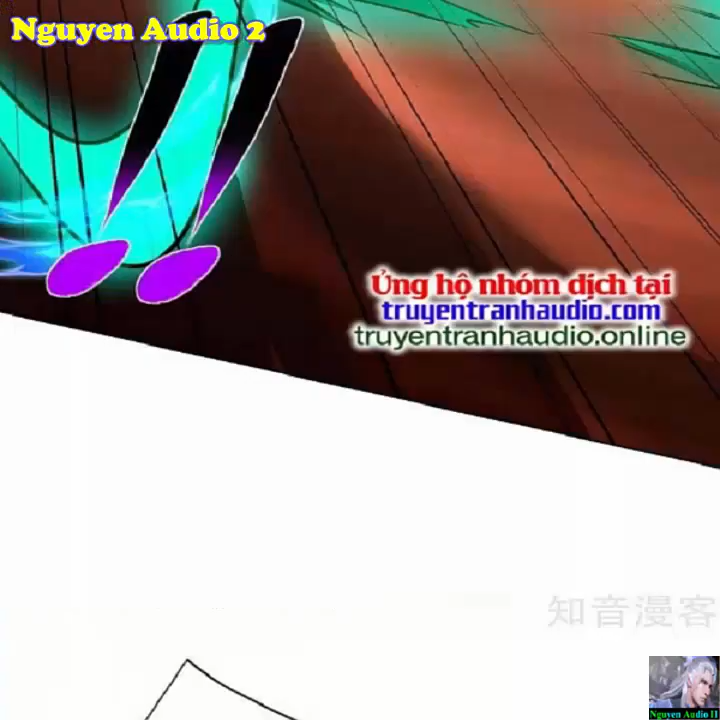 Nguyen Audio 2
!!
Ủng hộ nhóm dịch tại
truyentranhaudio.com
truyentranhaudio.online
知音漫客
Nguyen Audio II